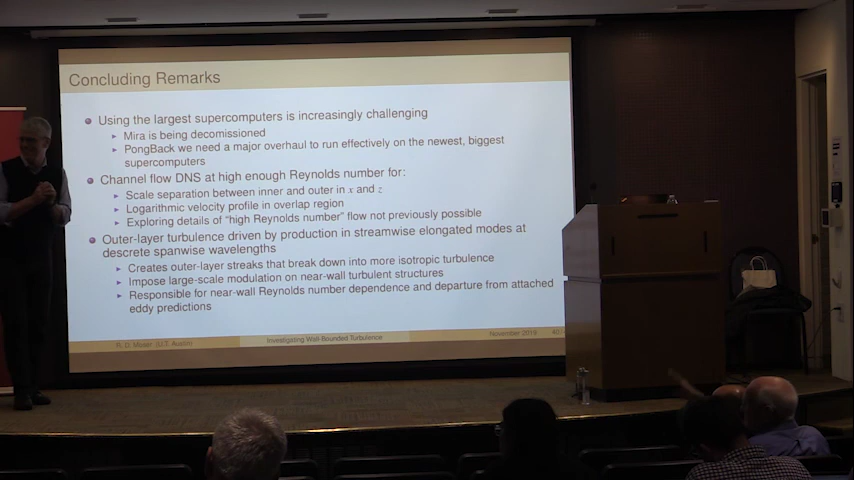 Concluding Remarks
Using the largest supercomputers is increasingly challenging
Mira is being decomissioned
PongBack we need a major overhaul to run effectively on the newest, biggest
supercomputers
Channel flow DNS at high enough Reynolds number for:
Scale separation between inner and outer in x and z
Logarithmic velocity profile in overlap region
Exploring details of “high Reynolds number” flow not previously possible
Outer-layer turbulence driven by production in streamwise elongated modes at
descrete spanwise wavelengths
Creates outer-layer streaks that break down into more isotropic turbulence
Impose large-scale modulation on near-wall turbulent structures
Responsible for near-wall Reynolds number dependence and departure from attached
eddy predictions
R. D. Moser (UT Austin) Investigating Wall-Bounded Turbulence November 2019 40